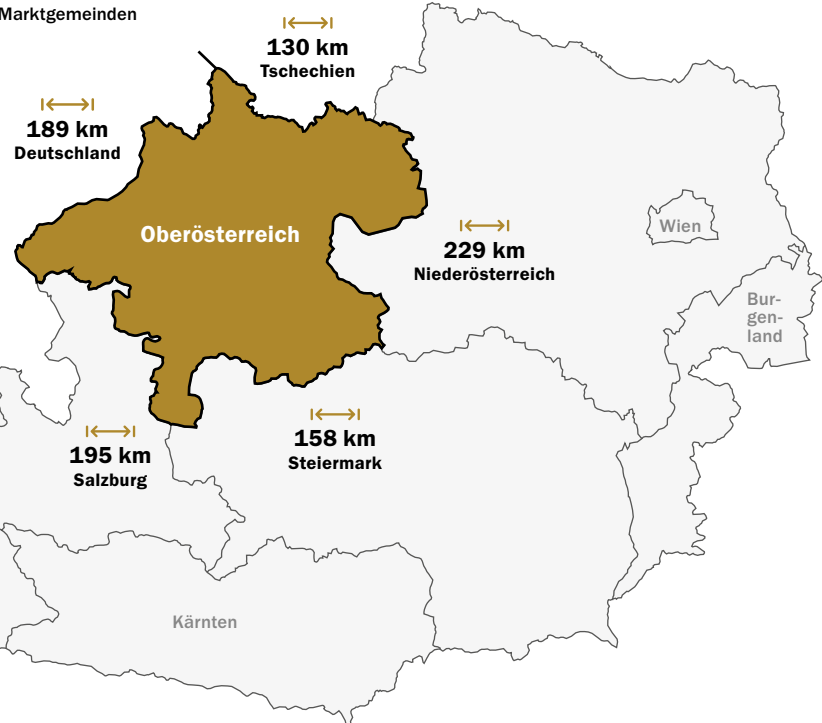 Marktgemeinden
130 km
Tschechien
189 km
Deutschland
Oberösterreich
229 km
Niederösterreich
Wien
Bur-
gen-
land
195 km
Salzburg
158 km
Steiermark
Kärnten